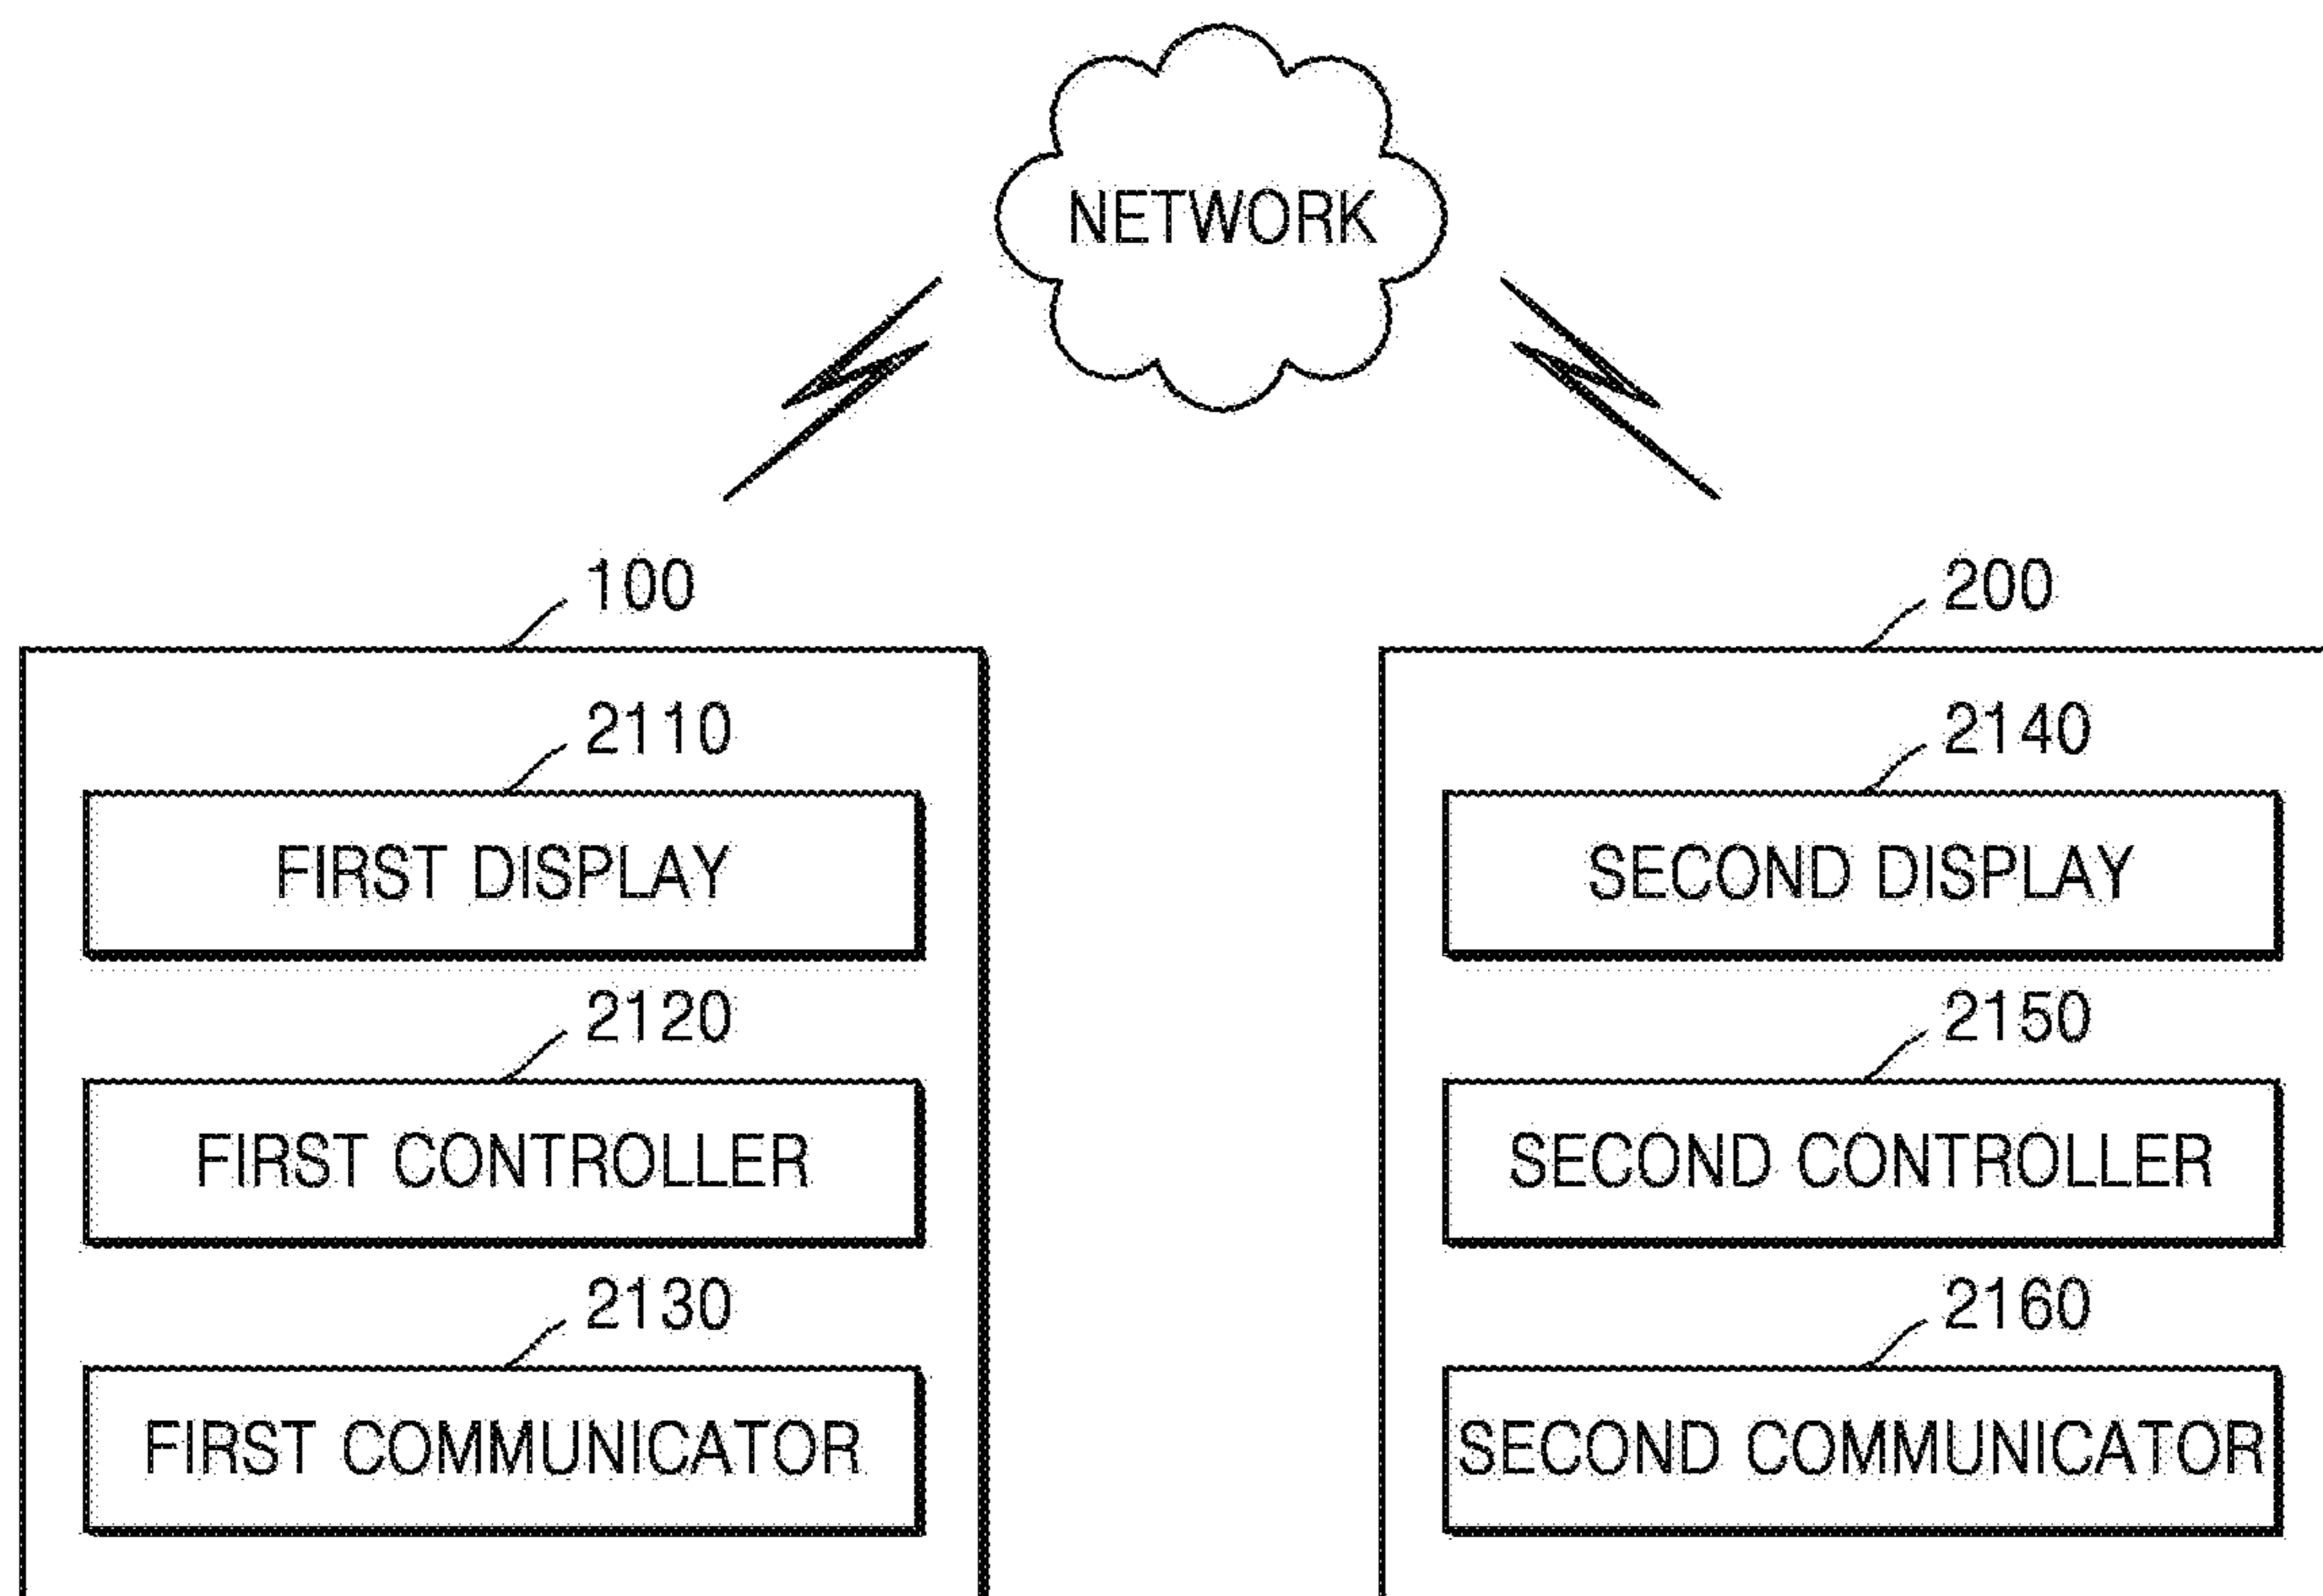 NETWORK
100
2110
FIRST DISPLAY
2120
FIRST CONTROLLER
2130
FIRST COMMUNICATOR
200
2140
SECOND DISPLAY
2150
SECOND CONTROLLER
2160
SECOND COMMUNICATOR